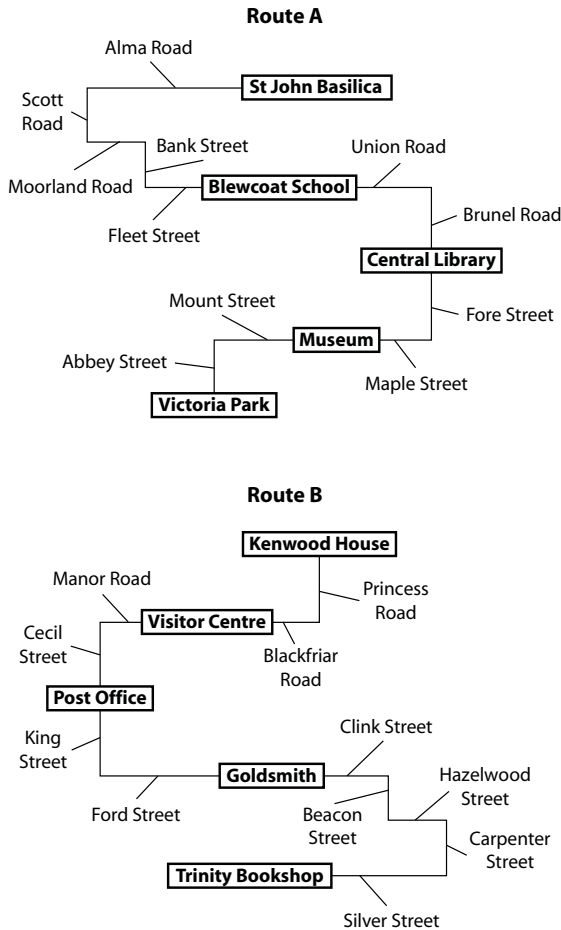 Route A
Alma Road
St John Basilica
Scott
Road
Bank Street
Union Road
Moorland Road
Blewcoat School
Fleet Street
Brunel Road
Central Library
Mount Street
Fore Street
Museum
Abbey Street
Maple Street
Victoria Park
Route B
Kenwood House
Manor Road
Princess
Road
Visitor Centre
Cecil
Street
Blackfriar
Road
Post Office
King
Street
Clink Street
Goldsmith
Hazelwood
Street
Ford Street
Beacon
Street
Carpenter
Street
Trinity Bookshop
Silver Street